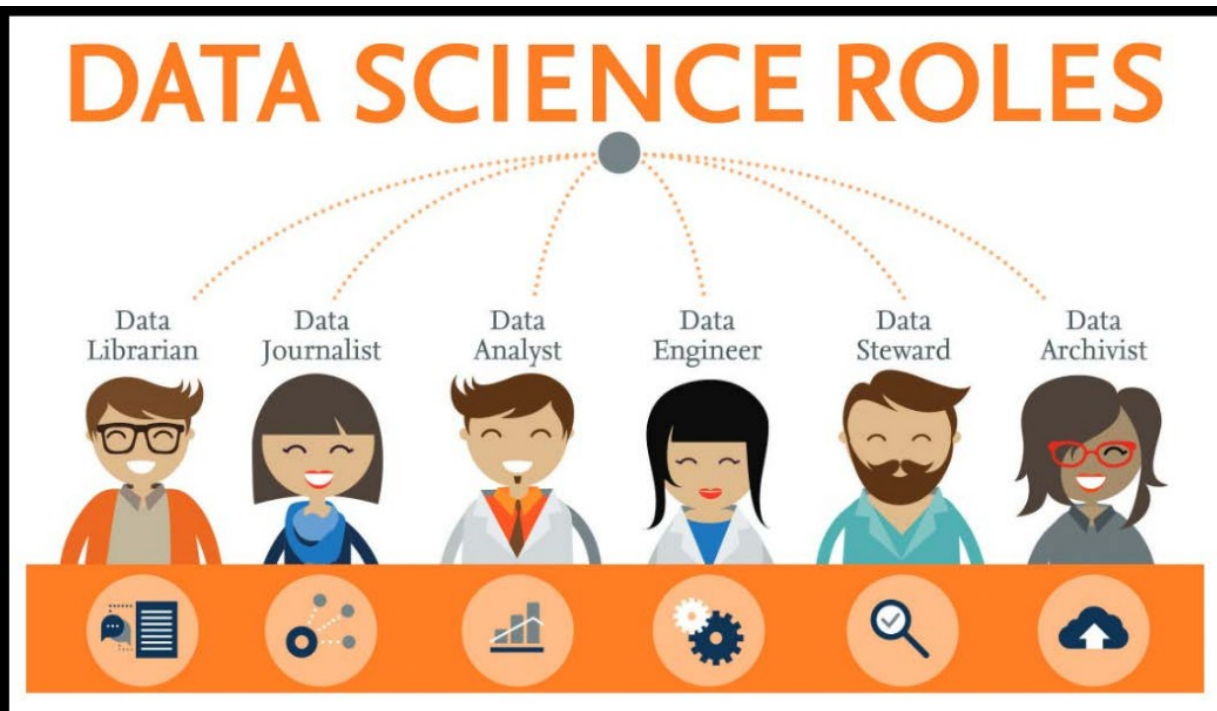 DATA SCIENCE ROLES
Data
Librarian
Data
Journalist
Data
Analyst
Data
Engineer
Data
Steward
Data
Archivist